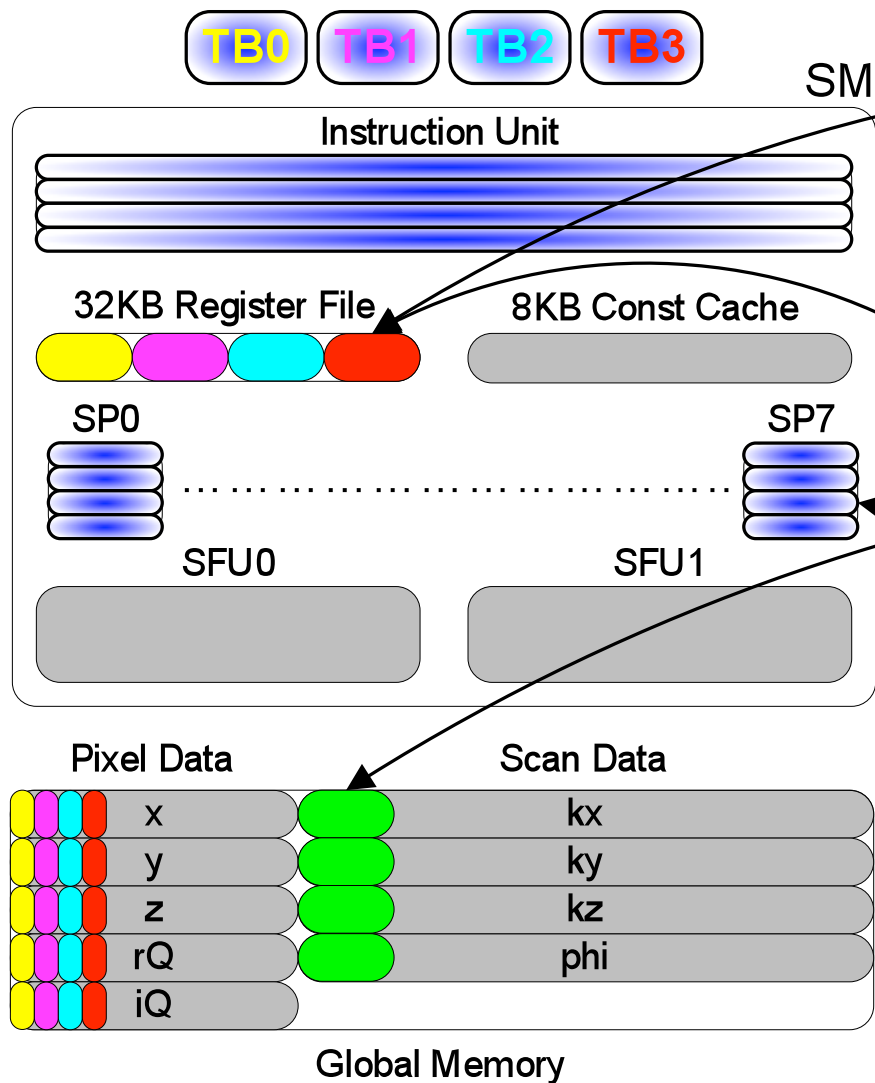 TB0 TB1 TB2 TB3
SM
Instruction Unit
32KB Register File 8KB Const Cache
SP0 SP7
SFU0 SFU1
Pixel Data Scan Data
x kx
y ky
z kz
rQ phi
iQ
Global Memory